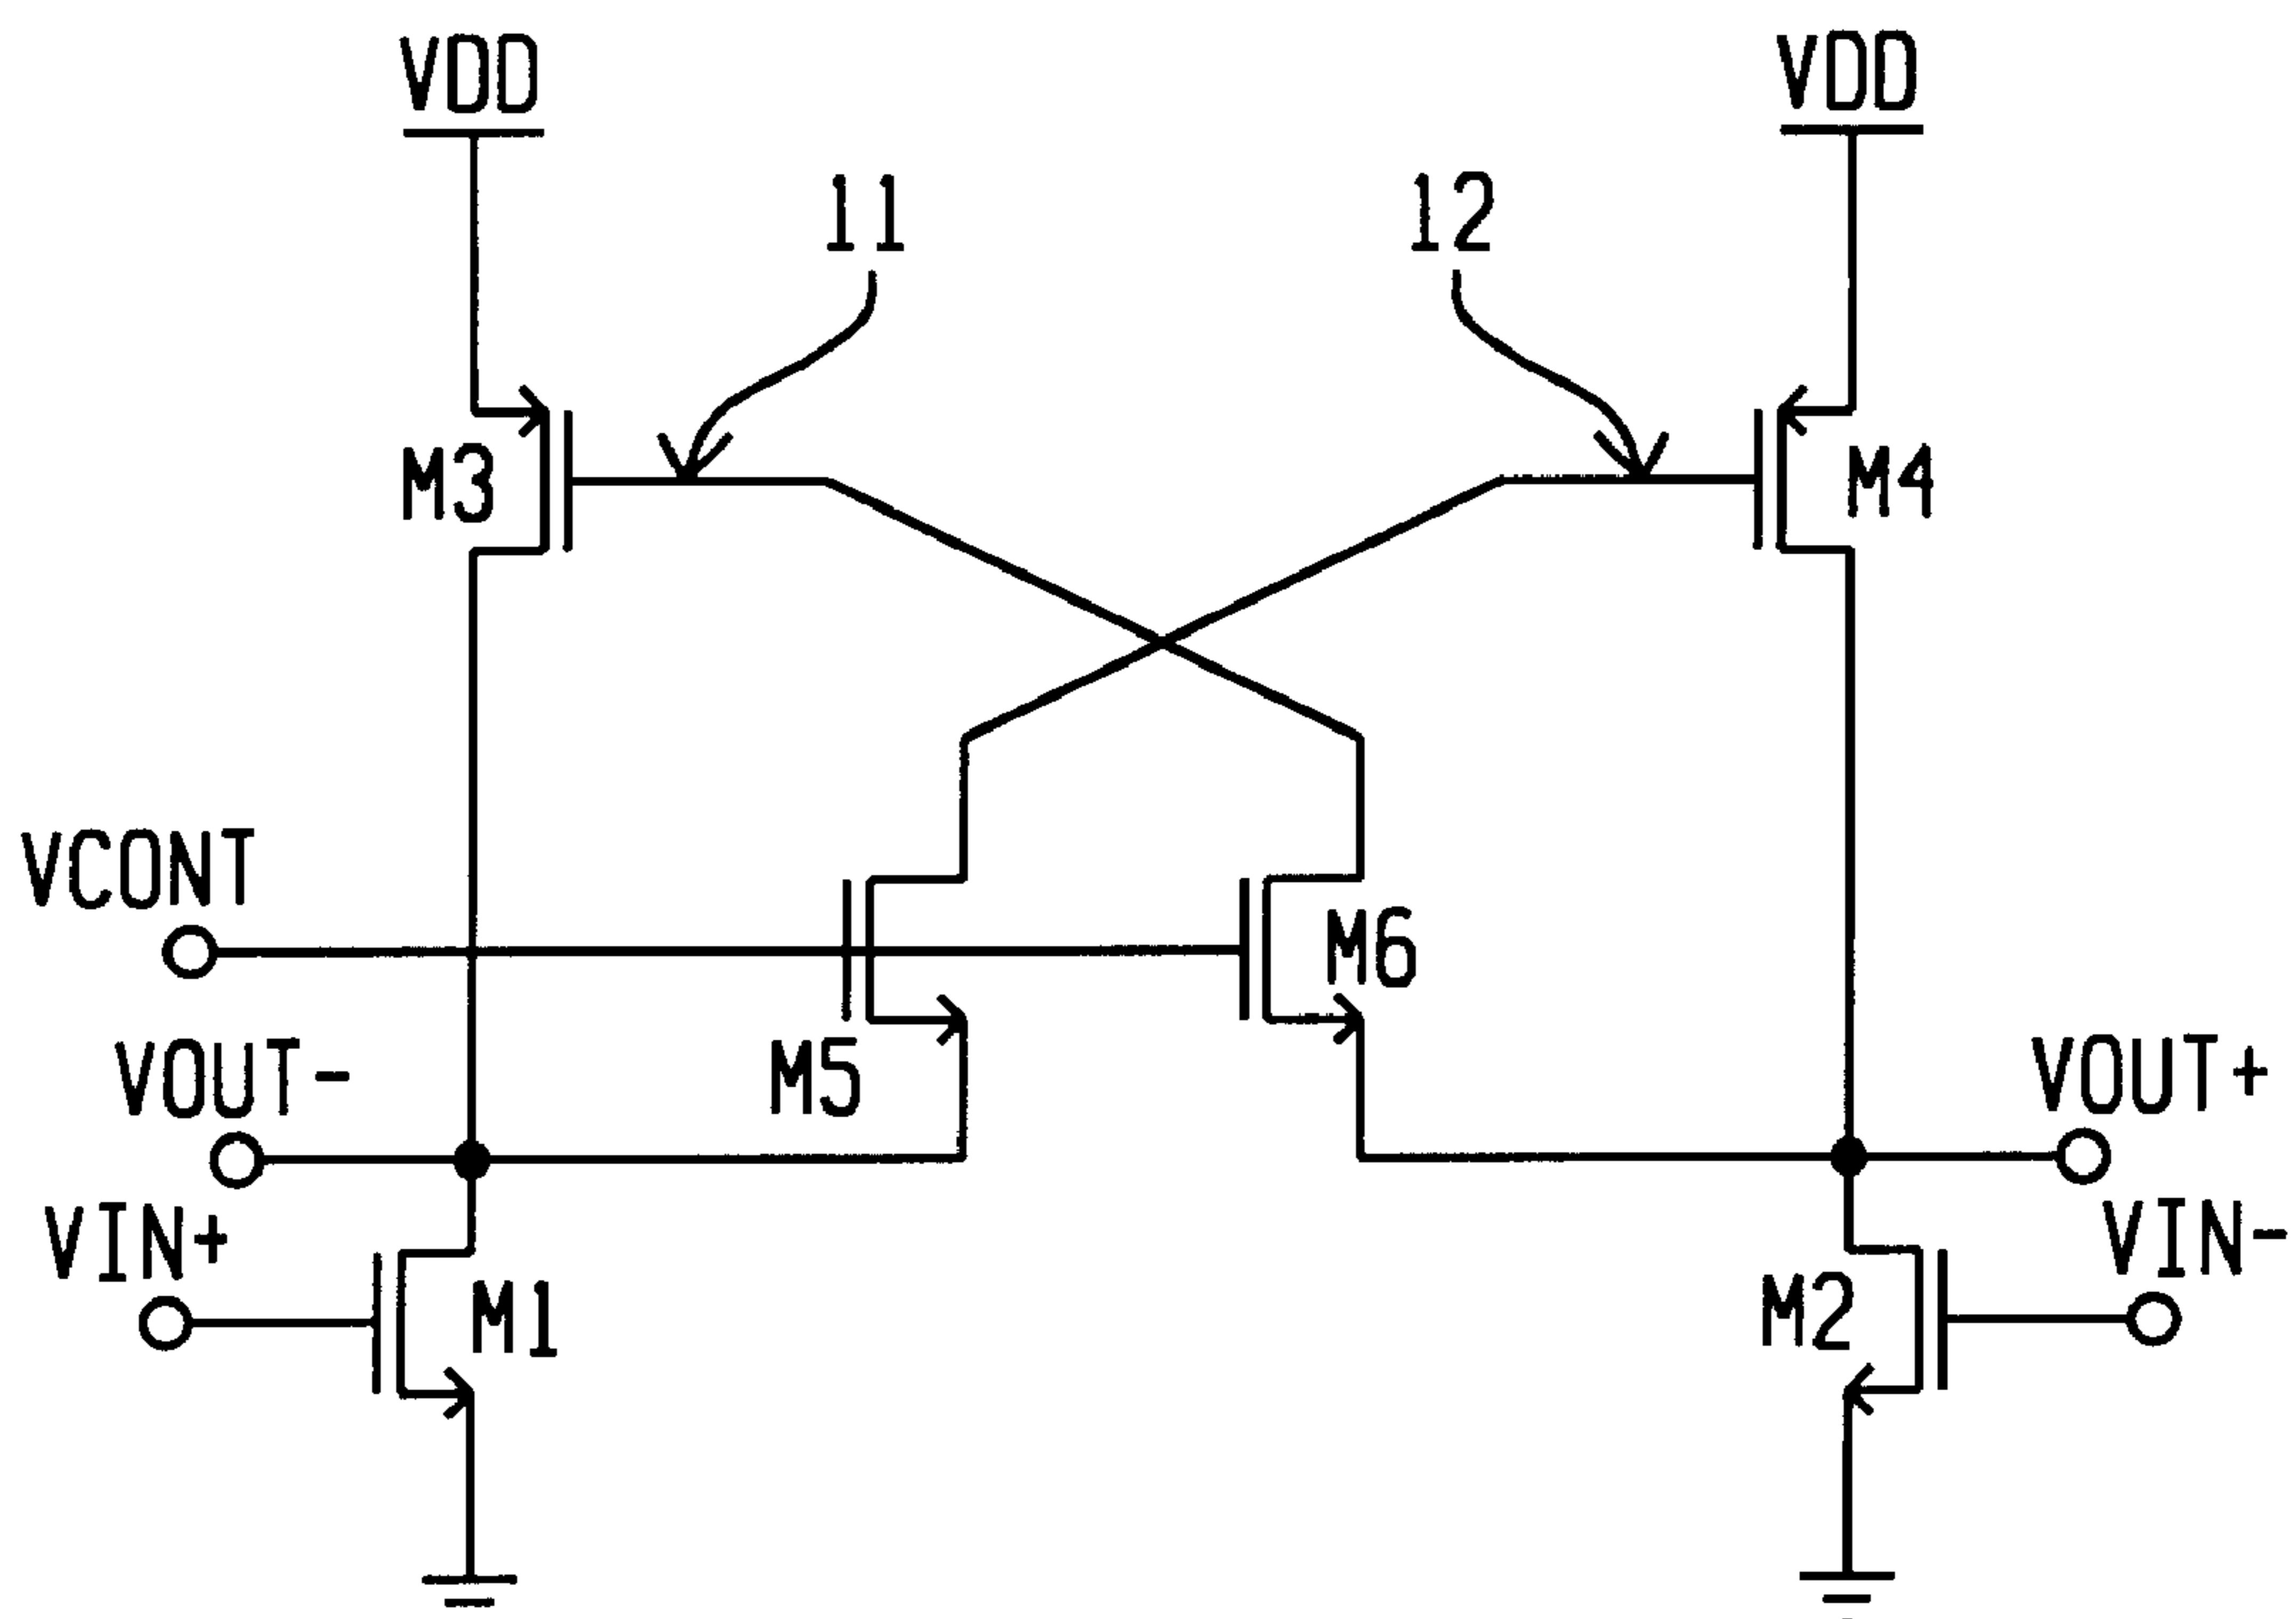 VDD
VDD
11
12
M3
M4
VCONT
M6
M5
VOUT-
VOUT+
VIN+
VIN-
M1
M2